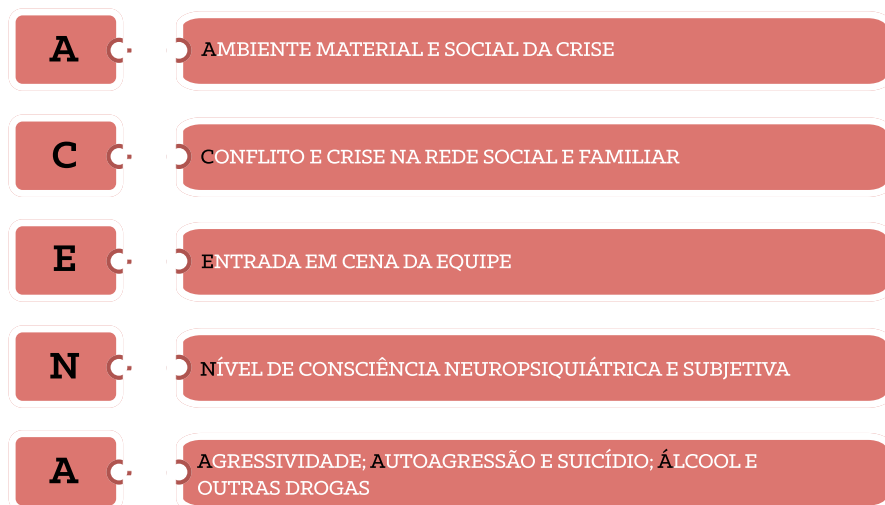 A
AMBIENTE MATERIAL E SOCIAL DA CRISE
C
CONFLITO E CRISE NA REDE SOCIAL E FAMILIAR
E
ENTRADA EM CENA DA EQUIPE
N
NÍVEL DE CONSCIÊNCIA NEUROPSIQUIÁTRICA E SUBJETIVA
A
AGRESSIVIDADE; AUTOAGRESSÃO E SUICÍDIO; ÁLCOOL E
OUTRAS DROGAS